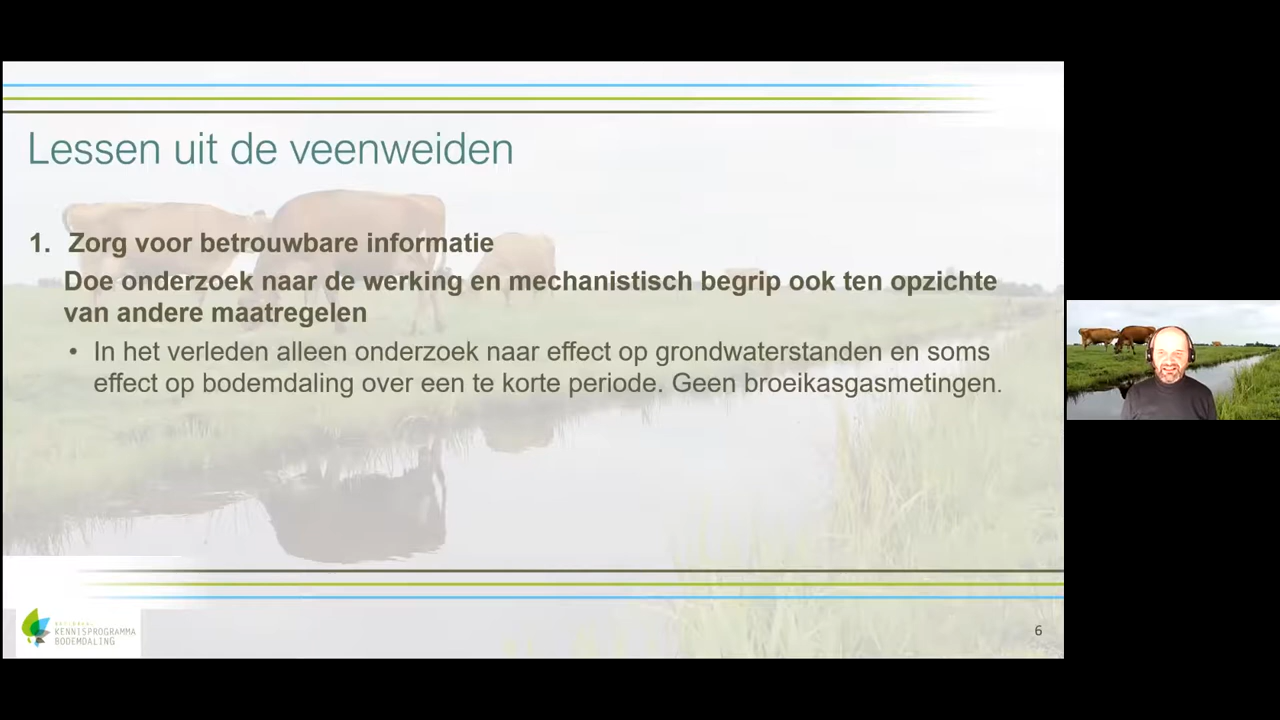 Lessen uit de veenweiden
1. Zorg voor betrouwbare informatie
Doe onderzoek naar de werking en mechanistisch begrip ook ten opzichte
van andere maatregelen
• In het verleden alleen onderzoek naar effect op grondwaterstanden en soms
effect op bodemdaling over een te korte periode. Geen broeikasgasmetingen.
KENNISPROGRAMMA
BODEMDALING
6